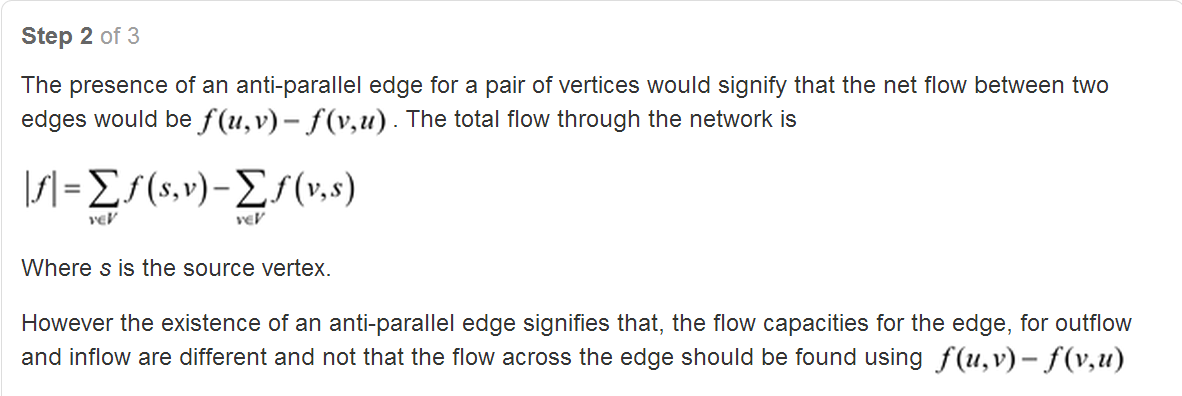 Step 2 of 3
The presence of an anti-parallel edge for a pair of vertices would signify that the net flow between two
edges would be f(u,v) − f(v,u) . The total flow through the network is
|f| = ∑ f(s,v) − ∑ f(v,s)
v∈V v∈V
Where s is the source vertex.
However the existence of an anti-parallel edge signifies that, the flow capacities for the edge, for outflow
and inflow are different and not that the flow across the edge should be found using f(u,v) − f(v,u)